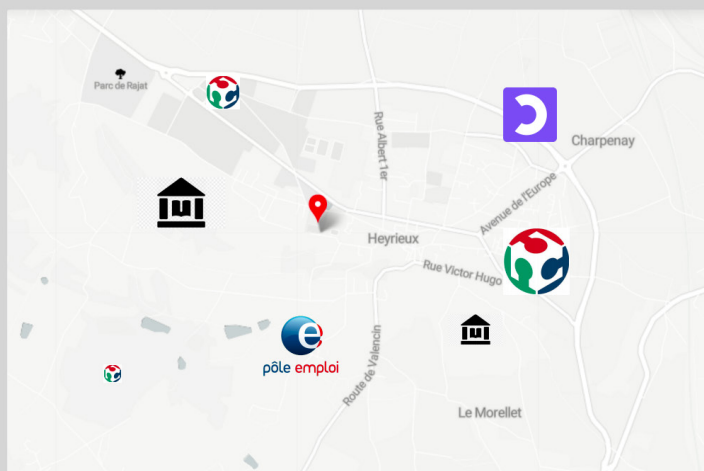 Parc de Rajat
Rue Albert 1er
Charpenay
Avenue de l'Europe
Heyrieux
Rue Victor Hugo
pôle emploi
Route de Valencin
Le Morellet